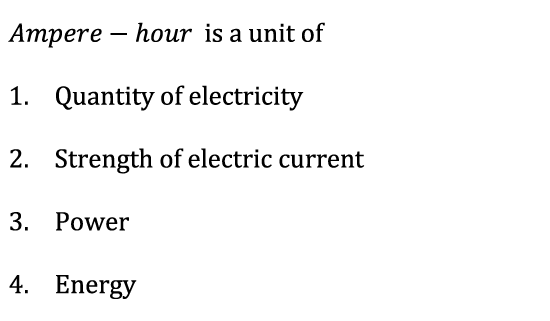 Ampere – hour is a unit of
1. Quantity of electricity
2. Strength of electric current
3. Power
4. Energy